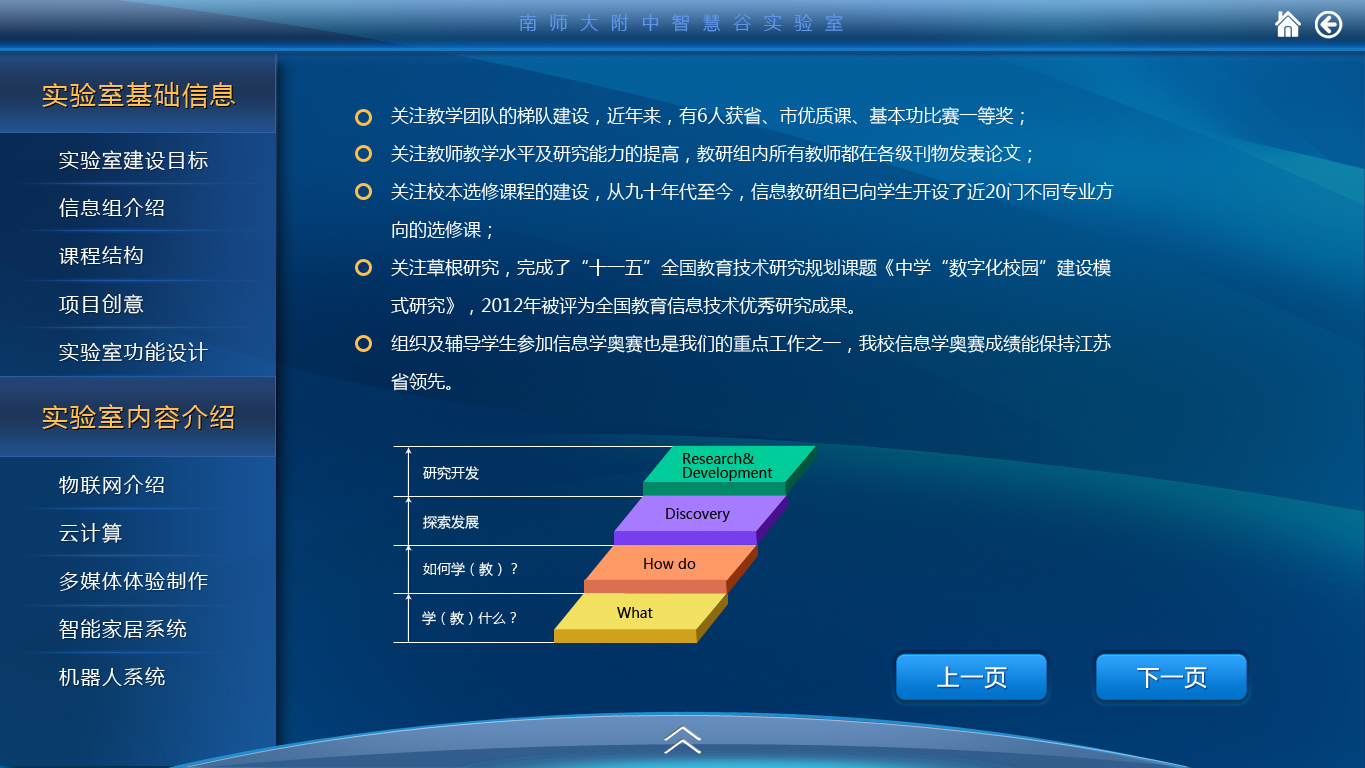 南师大附中智慧谷实验室
实验室基础信息
实验室建设目标
信息组介绍
课程结构
项目创意
实验室功能设计
实验室内容介绍
物联网介绍
云计算
多媒体体验制作
智能家居系统
机器人系统
关注教学团队的梯队建设，近年来，有6人获省、市优质课、基本功比赛一等奖；
关注教师教学水平及研究能力的提高，教研组内所有教师都在各级刊物发表论文；
关注校本选修课程的建设，从九十年代至今，信息教研组已向学生开设了近20门不同专业方
向的选修课；
关注草根研究，完成了“十一五”全国教育技术研究规划课题《中学“数字化校园”建设模
式研究》，2012年被评为全国教育信息技术优秀研究成果。
组织及辅导学生参加信息学奥赛也是我们的重点工作之一，我校信息学奥赛成绩能保持江苏
省领先。
研究开发
Research&
Development
探索发展
Discovery
如何学（教）？
How do
学（教）什么？
What
上一页
下一页